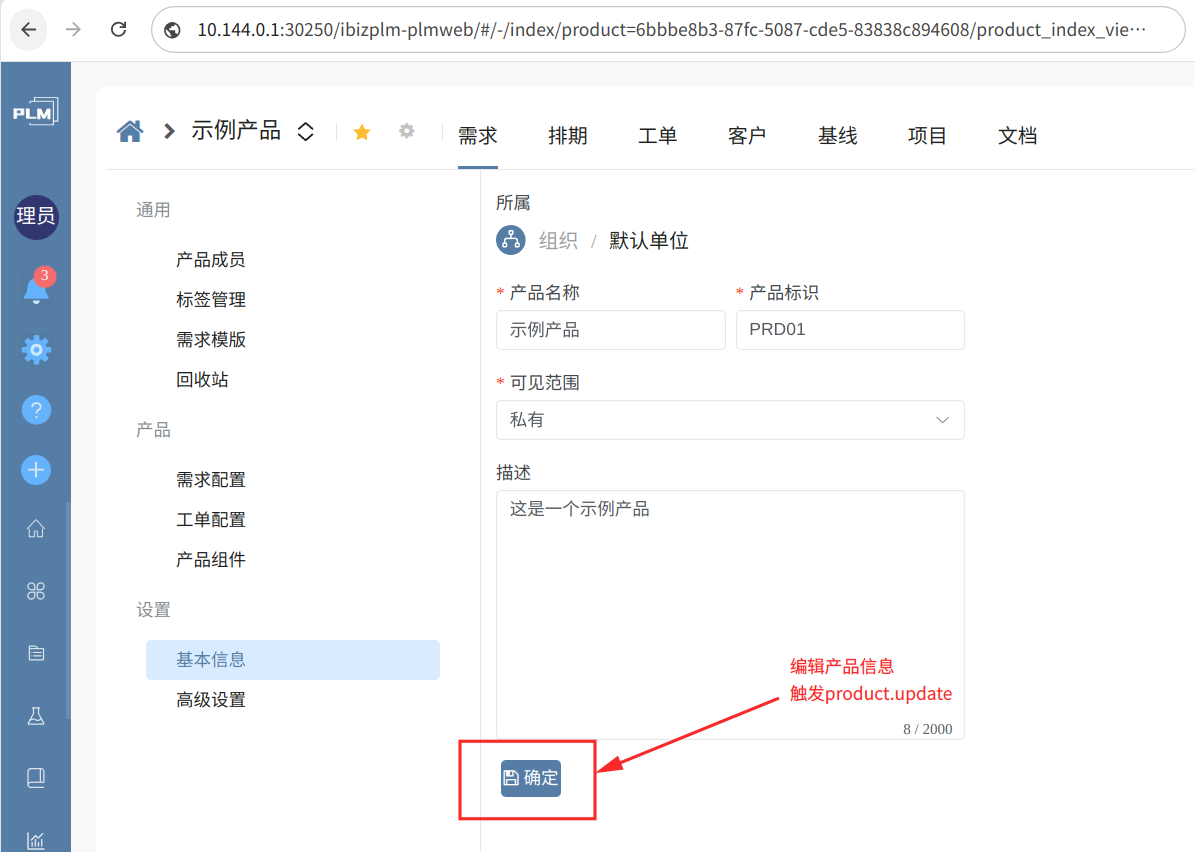 10.144.0.1:30250/ibizplm-plmweb/#/-/index/product=6bbbe8b3-87fc-5087-cde5-83838c894608/product_index_vie…
PLM
示例产品
需求
排期
工单
客户
基线
项目
文档
理员
3
通用
产品成员
标签管理
需求模版
回收站
产品
需求配置
工单配置
产品组件
设置
基本信息
高级设置
所属
组织 / 默认单位
* 产品名称
* 产品标识
示例产品
PRD01
* 可见范围
私有
描述
这是一个示例产品
编辑产品信息
触发product.update
8 / 2000
确定